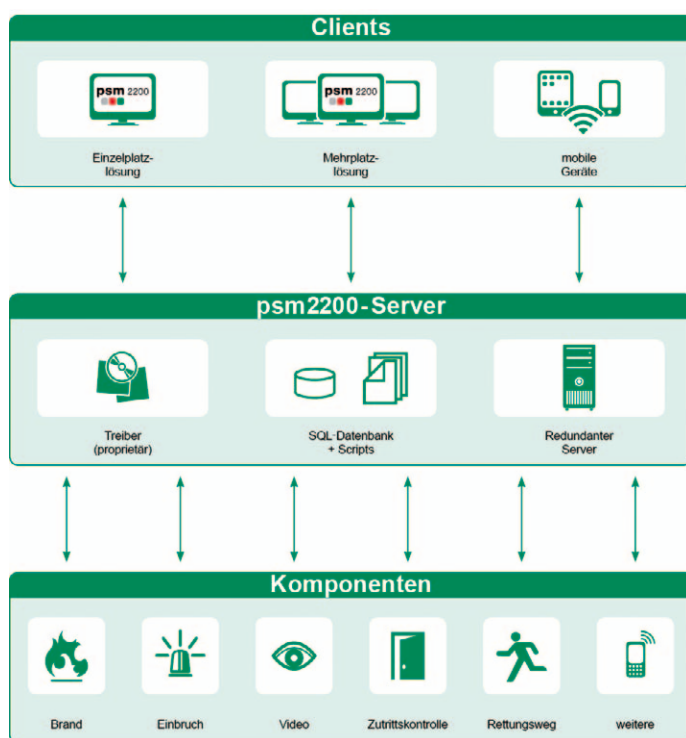 Clients
psm 2200
psm 2200
Einzelplatz-
lösung
Mehrplatz-
lösung
mobile
Geräte
psm2200-Server
Treiber
(proprietär)
SQL-Datenbank
+ Scripts
Redundanter
Server
Komponenten
Brand
Einbruch
Video
Zutrittskontrolle
Rettungsweg
weitere